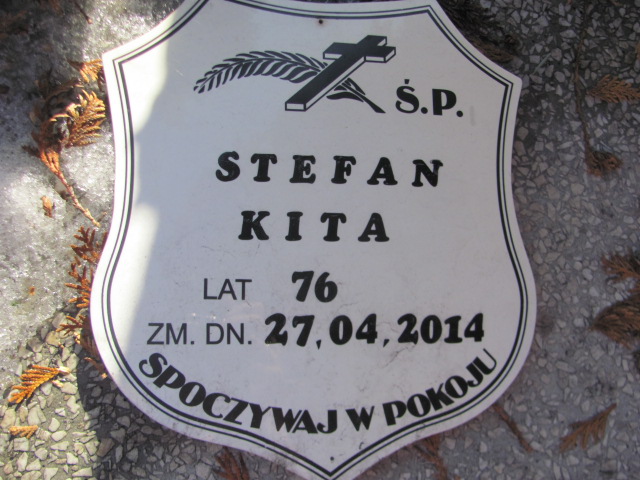 Ś.P.
STEFAN
KITA
LAT 76
ZM. DN. 27,04,2014
SPOCZYWAJ W POKOJU